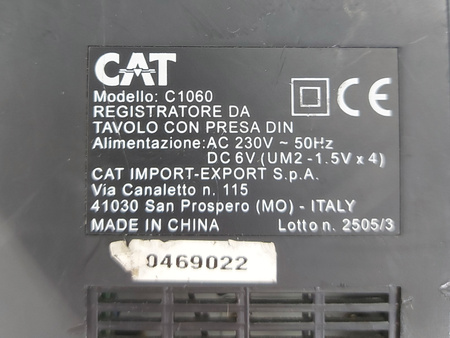 CAT
Modello: C1060
REGISTRATORE DA
TAVOLO CON PRESA DIN
Alimentazione: AC 230V ~ 50Hz
DC 6V (UM2 - 1.5V x 4)
CAT IMPORT-EXPORT S.p.A.
Via Canaletto n. 115
41030 San Prospero (MO) - ITALY
MADE IN CHINA Lotto n. 2505/3
0469022